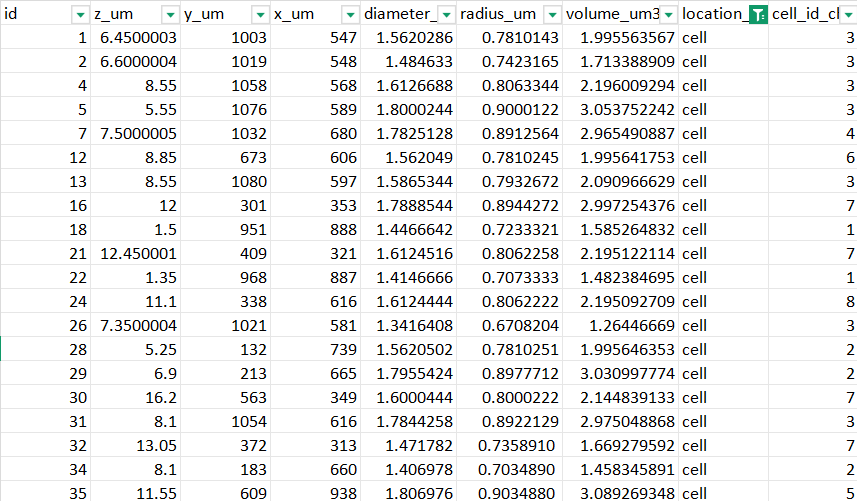 id z_um y_um x_um diameter_ radius_um volume_um3 location_ cell_id_cl
1 6.4500003 1003 547 1.5620286 0.7810143 1.995563567 cell 3
2 6.6000004 1019 548 1.484633 0.7423165 1.713388909 cell 3
4 8.55 1058 568 1.6126688 0.8063344 2.196009294 cell 3
5 5.55 1076 589 1.8000244 0.9000122 3.053752242 cell 3
7 7.5000005 1032 680 1.7825128 0.8912564 2.965490887 cell 4
12 8.85 673 606 1.562049 0.7810245 1.995641753 cell 6
13 8.55 1080 597 1.5865344 0.7932672 2.090966629 cell 3
16 12 301 353 1.7888544 0.8944272 2.997254376 cell 7
18 1.5 951 888 1.4466642 0.7233321 1.585264832 cell 1
21 12.450001 409 321 1.6124516 0.8062258 2.195122114 cell 7
22 1.35 968 887 1.4146666 0.7073333 1.482384695 cell 1
24 11.1 338 616 1.6124444 0.8062222 2.195092709 cell 8
26 7.3500004 1021 581 1.3416408 0.6708204 1.26446669 cell 3
28 5.25 132 739 1.5620502 0.7810251 1.995646353 cell 2
29 6.9 213 665 1.7955424 0.8977712 3.030997774 cell 2
30 16.2 563 349 1.6000444 0.8000222 2.144839133 cell 7
31 8.1 1054 616 1.7844258 0.8922129 2.975048868 cell 3
32 13.05 372 313 1.471782 0.7358910 1.669279592 cell 7
34 8.1 183 660 1.406978 0.7034890 1.458345891 cell 2
35 11.55 609 938 1.806976 0.9034880 3.089269348 cell 5